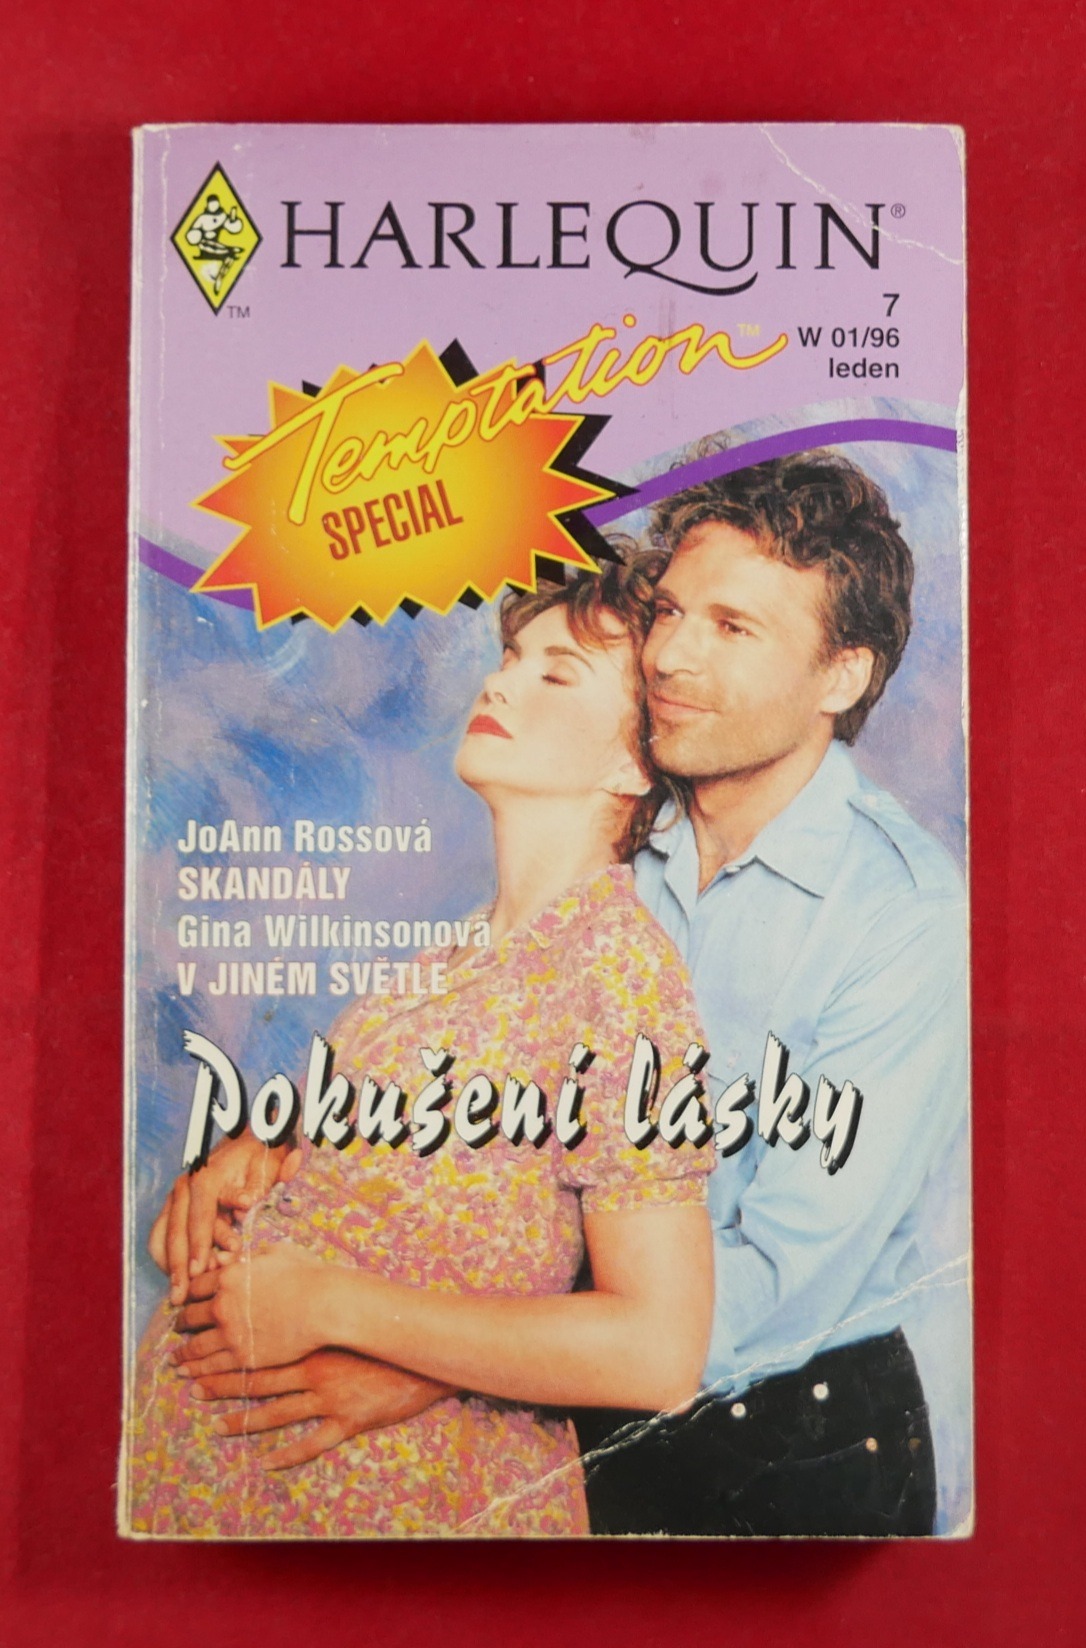 HARLEQUIN®
TM
7
W 01/96
leden
Temptation™
SPECIAL
JoAnn Rossová
SKANDÁLY
Gina Wilkinsonová
V JINÉM SVĚTLE
Pokušení lásky